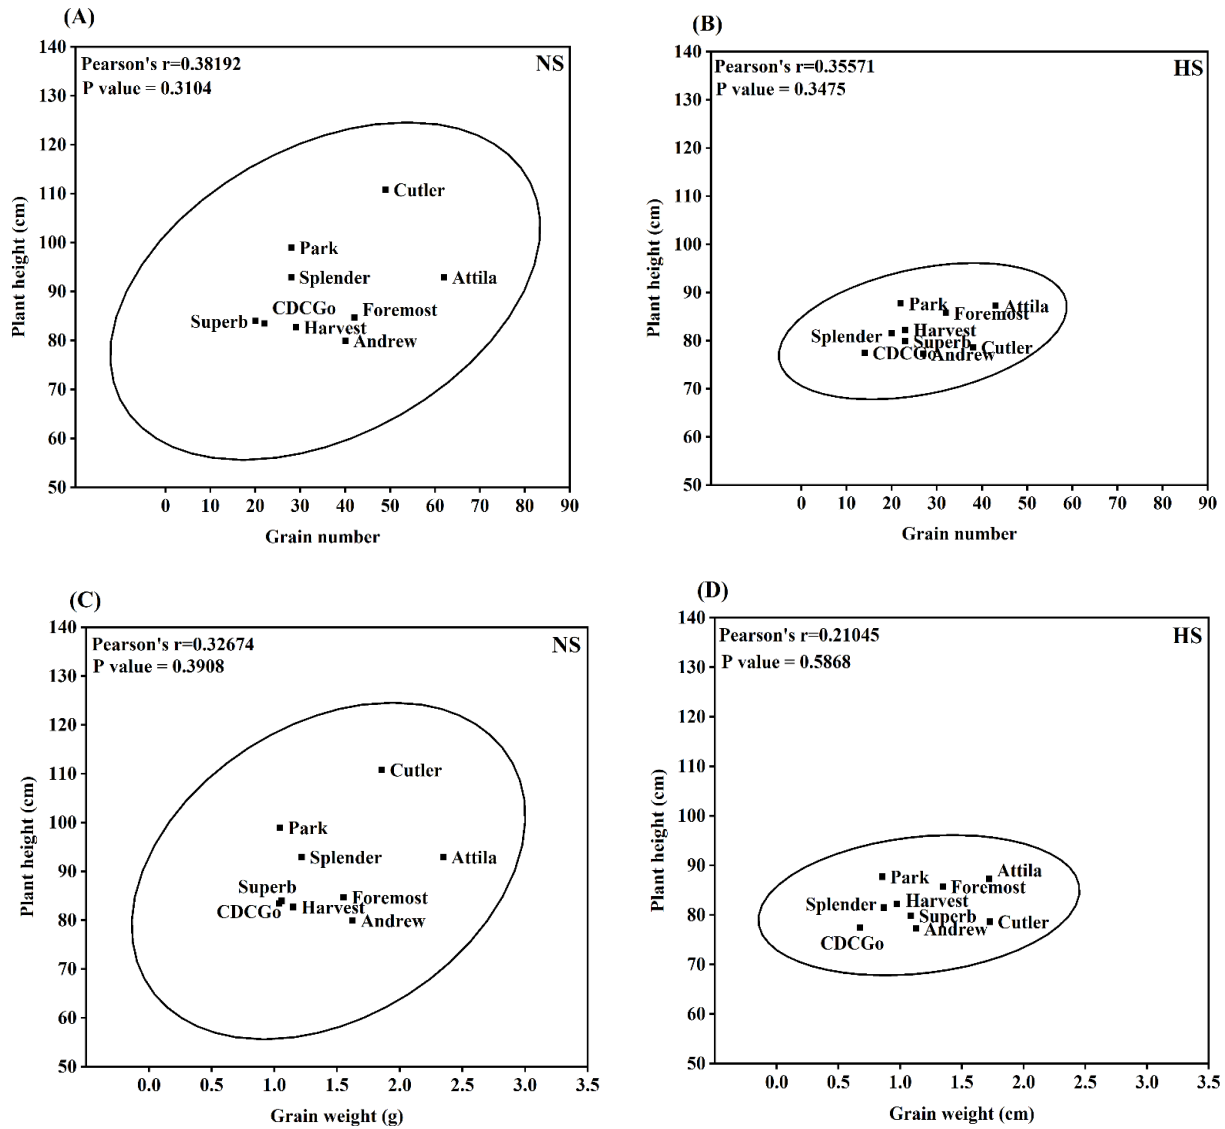 (A)
Pearson's r=0.38192
P value = 0.3104
NS
140
130
120
110
100
90
80
70
60
50
Plant height (cm)
Cutler
Park
Splender
Attila
CDCGo
Foremost
Superb
Harvest
Andrew
0 10 20 30 40 50 60 70 80 90
Grain number
(B)
Pearson's r=0.35571
P value = 0.3475
HS
140
130
120
110
100
90
80
70
60
50
Plant height (cm)
Park
Attila
Foremost
Splender
Harvest
Superb
Cutler
CDCGo
Andrew
0 10 20 30 40 50 60 70 80 90
Grain number
(C)
Pearson's r=0.32674
P value = 0.3908
NS
140
130
120
110
100
90
80
70
60
50
Plant height (cm)
Cutler
Park
Splender
Attila
Superb
Foremost
CDCGo
Harvest
Andrew
0.0 0.5 1.0 1.5 2.0 2.5 3.0 3.5
Grain weight (g)
(D)
Pearson's r=0.21045
P value = 0.5868
HS
140
130
120
110
100
90
80
70
60
50
Plant height (cm)
Park
Attila
Foremost
Splender
Harvest
Superb
Cutler
Andrew
CDCGo
0.0 0.5 1.0 1.5 2.0 2.5 3.0 3.5
Grain weight (cm)